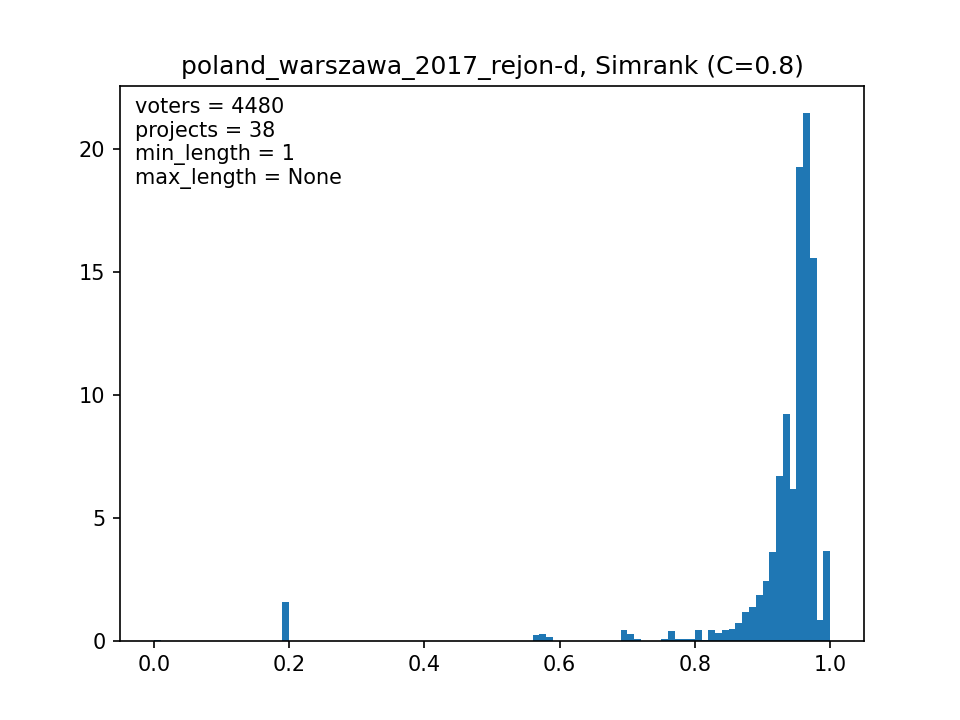 poland_warszawa_2017_rejon-d, Simrank (C=0.8)
voters = 4480
projects = 38
min_length = 1
max_length = None
20
15
10
5
0
0.0 0.2 0.4 0.6 0.8 1.0